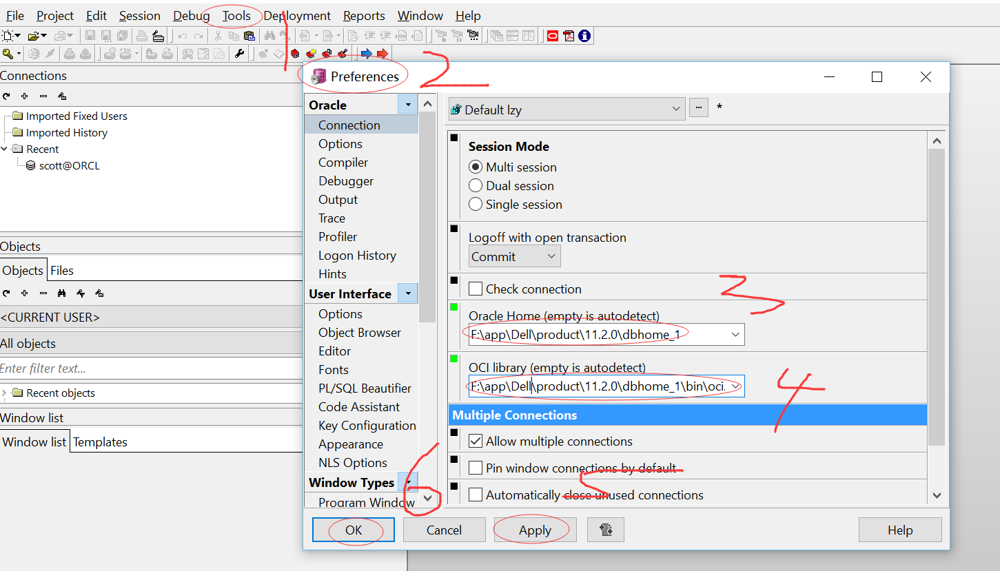 File Project Edit Session Debug Tools Deployment Reports Window Help
1
Connections
Imported Fixed Users
Imported History
Recent
scott@ORCL
Objects
Objects Files
<CURRENT USER>
All objects
Enter filter text...
Recent objects
Window list
Window list Templates
Preferences
2
Oracle
Connection
Options
Compiler
Debugger
Output
Trace
Profiler
Logon History
Hints
User Interface
Options
Object Browser
Editor
Fonts
PL/SQL Beautifier
Code Assistant
Key Configuration
Appearance
NLS Options
Window Types
Program Window
Default lzy
... *
Session Mode
Multi session
Dual session
Single session
Logoff with open transaction
Commit
Check connection
3
Oracle Home (empty is autodetect)
F:\app\Dell\product\11.2.0\dbhome_1
OCI library (empty is autodetect)
F:\app\Dell\product\11.2.0\dbhome_1\bin\oci.
4
Multiple Connections
Allow multiple connections
Pin window connections by default
5
Automatically close unused connections
6
OK Cancel Apply Help